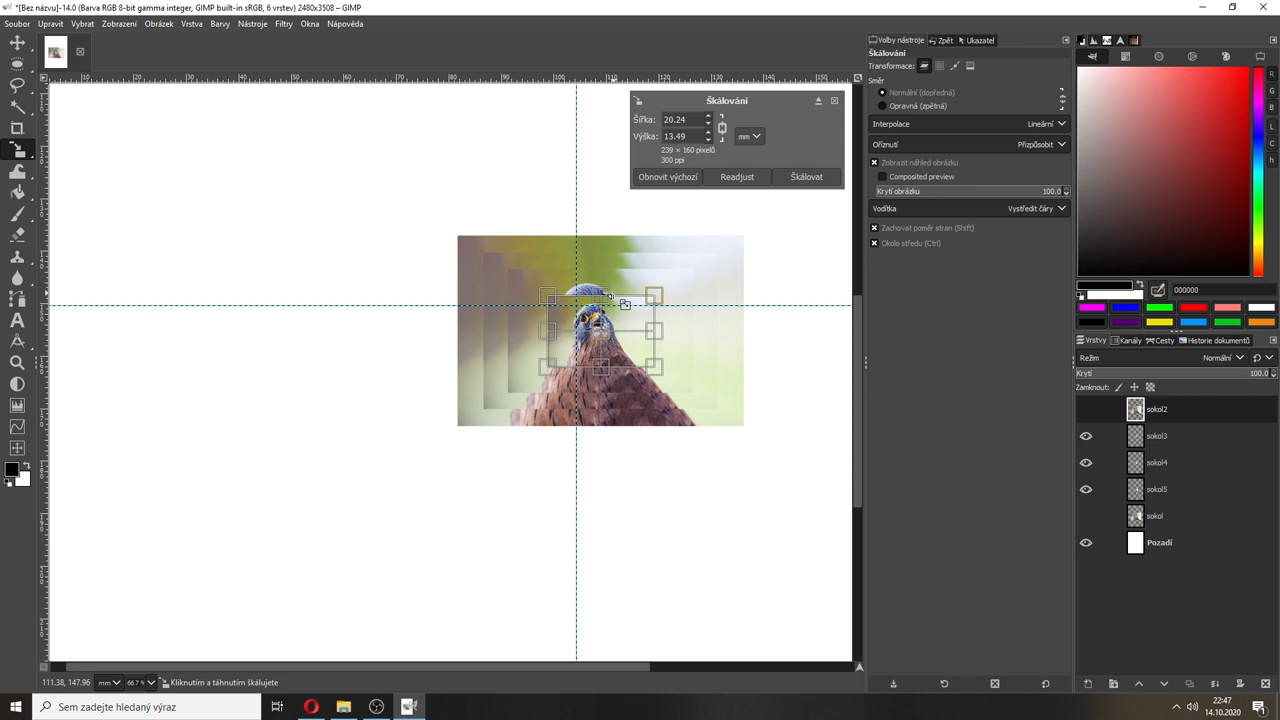 *[Bez názvu]-14.0 (Barva RGB 8-bit gamma integer, GIMP built-in sRGB, 6 vrstev) 2480x3508 – GIMP
Soubor Upravit Vybrat Zobrazení Obrázek Vrstva Barvy Nástroje Filtry Okna Nápověda
Volby nástroje Zpět Ukazatel
Škálování
Transformace:
Směr
Normální (dopředná)
Opravná (zpětná)
Interpolace Lineární
Oříznutí Přizpůsobit
Zobrazit náhled obrázku
Composited preview
Krytí obrázku 100.0
Vodítka Vystředit čáry
Zachovat poměr stran (Shift)
Okolo středu (Ctrl)
Škálování
Šířka: 20.24
Výška: 13.49 mm
239 × 160 pixelů
300 ppi
Obnovit výchozí Readjust Škálovat
R
G
B
L
C
h
000000
Vrstvy Kanály Cesty Historie dokumentů
Režim Normální
Krytí 100.0
Zamknout:
sokol2
sokol3
sokol4
sokol5
sokol
Pozadí
111.38, 147.96 mm 66.7 % Kliknutím a táhnutím škálujete
Sem zadejte hledaný výraz
22:47
14.10.2020